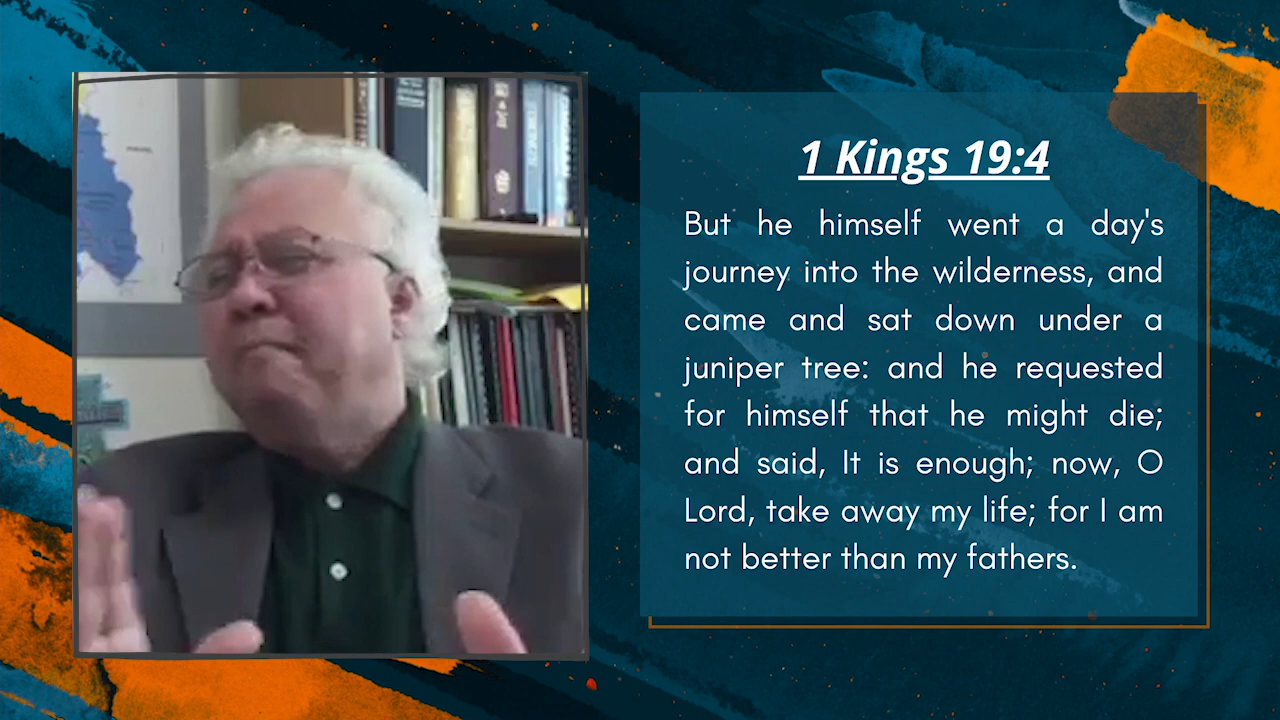 1 Kings 19:4
But he himself went a day's
journey into the wilderness, and
came and sat down under a
juniper tree: and he requested
for himself that he might die;
and said, It is enough; now, O
Lord, take away my life; for I am
not better than my fathers.